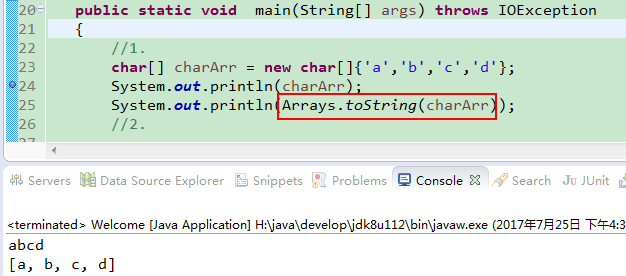 20 public static void main(String[] args) throws IOException
21 {
22 //1.
23 char[] charArr = new char[]{'a','b','c','d'};
24 System.out.println(charArr);
25 System.out.println(Arrays.toString(charArr));
26 //2.
Servers Data Source Explorer Snippets Problems Console Search JUnit
<terminated> Welcome [Java Application] H:\java\develop\jdk8u112\bin\javaw.exe (2017年7月25日 下午4:3
abcd
[a, b, c, d]